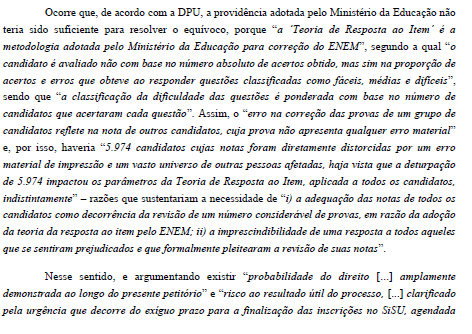 Ocorre que, de acordo com a DPU, a providência adotada pelo Ministério da Educação não
teria sido suficiente para resolver o equívoco, porque “a ´Teoria de Resposta ao Item´ é a
metodologia adotada pelo Ministério da Educação para correção do ENEM”, segundo a qual “o
candidato é avaliado não com base no número absoluto de acertos obtido, mas sim na proporção de
acertos e erros que obteve ao responder questões classificadas como fáceis, médias e difíceis”,
sendo que “a classificação da dificuldade das questões é ponderada com base no número de
candidatos que acertaram cada questão”. Assim, o “erro na correção das provas de um grupo de
candidatos reflete na nota de outros candidatos, cuja prova não apresenta qualquer erro material”
e, por isso, haveria “5.974 candidatos cujas notas foram diretamente distorcidas por um erro
material de impressão e um vasto universo de outras pessoas afetadas, haja vista que a deturpação
de 5.974 impactou os parâmetros da Teoria de Resposta ao Item, aplicada a todos os candidatos,
indistintamente” – razões que sustentariam a necessidade de “i) a adequação das notas de todos os
candidatos como decorrência da revisão de um número considerável de provas, em razão da adoção
da teoria da resposta ao item pelo ENEM; ii) a imprescindibilidade de uma resposta a todos aqueles
que se sentiram prejudicados e que formalmente pleitearam a revisão de suas notas”.
Nesse sentido, e argumentando existir “probabilidade do direito [...] amplamente
demonstrada ao longo do presente petitório” e “risco ao resultado útil do processo, [...] clarificado
pela urgência que decorre do exíguo prazo para a finalização das inscrições no SiSU, agendada